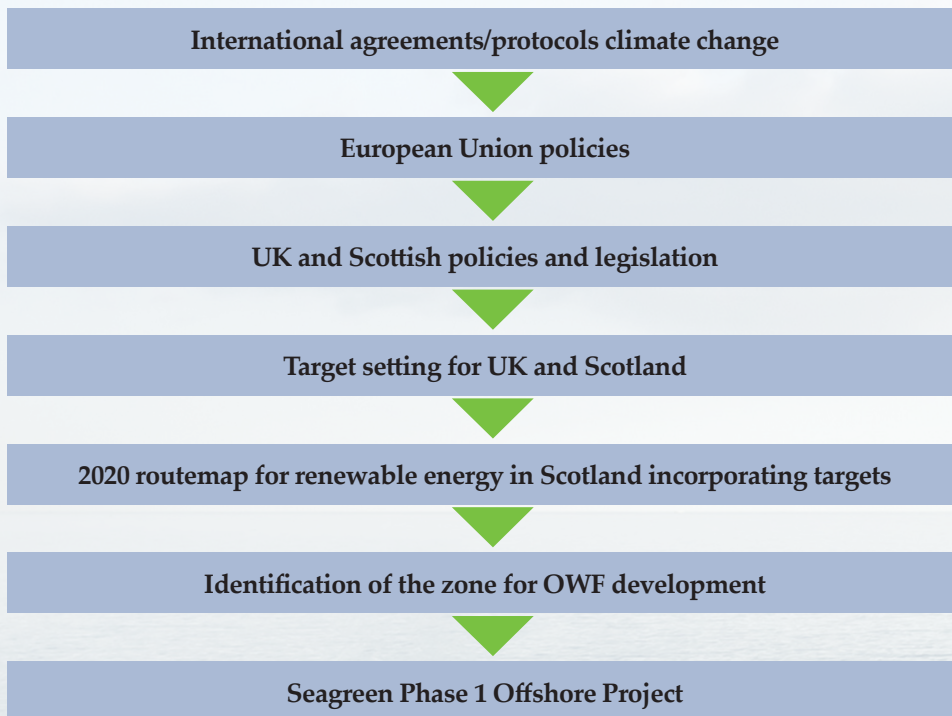 International agreements/protocols climate change
European Union policies
UK and Scottish policies and legislation
Target setting for UK and Scotland
2020 routemap for renewable energy in Scotland incorporating targets
Identification of the zone for OWF development
Seagreen Phase 1 Offshore Project